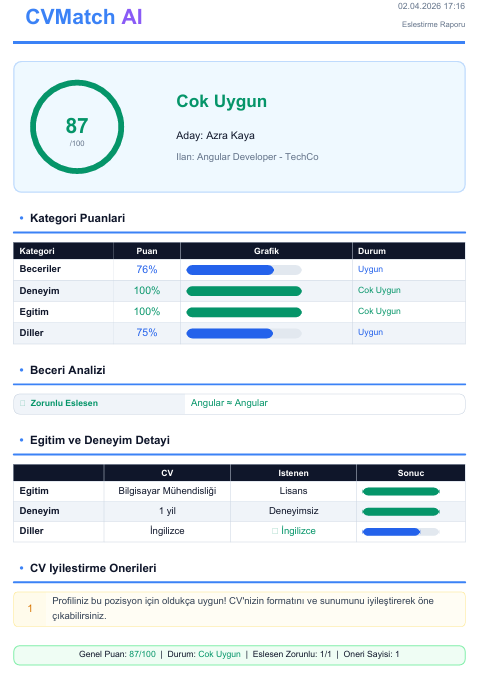 CVMatch AI
02.04.2026 17:16
Eslestirme Raporu
87
/100
Cok Uygun
Aday: Azra Kaya
Ilan: Angular Developer - TechCo
• Kategori Puanlari
Kategori Puan Grafik Durum
Beceriler 76% Uygun
Deneyim 100% Cok Uygun
Egitim 100% Cok Uygun
Diller 75% Uygun
• Beceri Analizi
Zorunlu Eslesen Angular ≈ Angular
• Egitim ve Deneyim Detayi
CV Istenen Sonuc
Egitim Bilgisayar Mühendisliği Lisans
Deneyim 1 yil Deneyimsiz
Diller İngilizce İngilizce
• CV Iyilestirme Onerileri
1 Profiliniz bu pozisyon için oldukça uygun! CV'nizin formatını ve sunumunu iyileştirerek öne
çıkabilirsiniz.
Genel Puan: 87/100 | Durum: Cok Uygun | Eslesen Zorunlu: 1/1 | Oneri Sayisi: 1